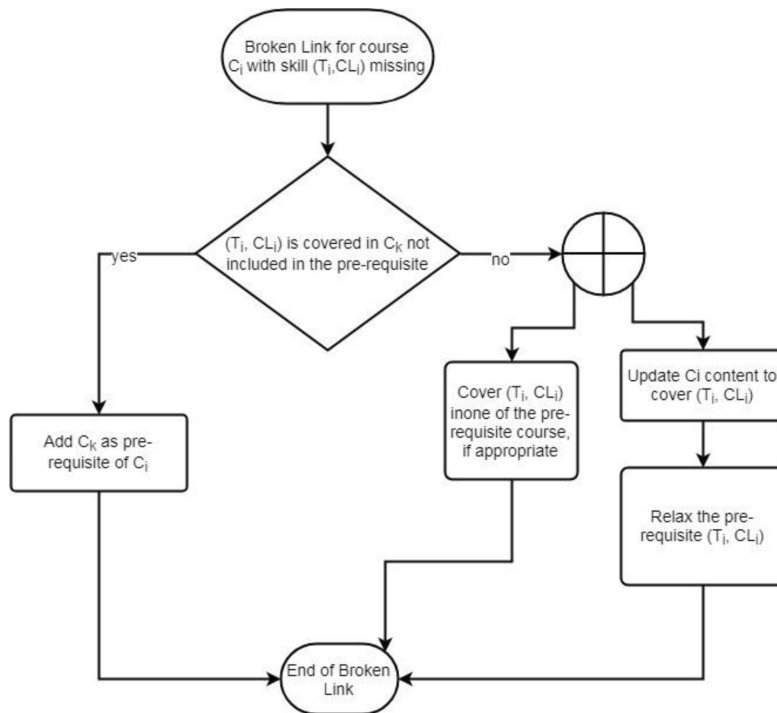 Broken Link for course
Cᵢ with skill (Tᵢ,CLᵢ) missing
(Tᵢ, CLᵢ) is covered in Cₖ not
included in the pre-requisite
yes
no
Cover (Tᵢ, CLᵢ)
inone of the pre-
requisite course,
if appropriate
Update Ci content to
cover (Tᵢ, CLᵢ)
Add Cₖ as pre-
requisite of Cᵢ
Relax the pre-
requisite (Tᵢ, CLᵢ)
End of Broken
Link